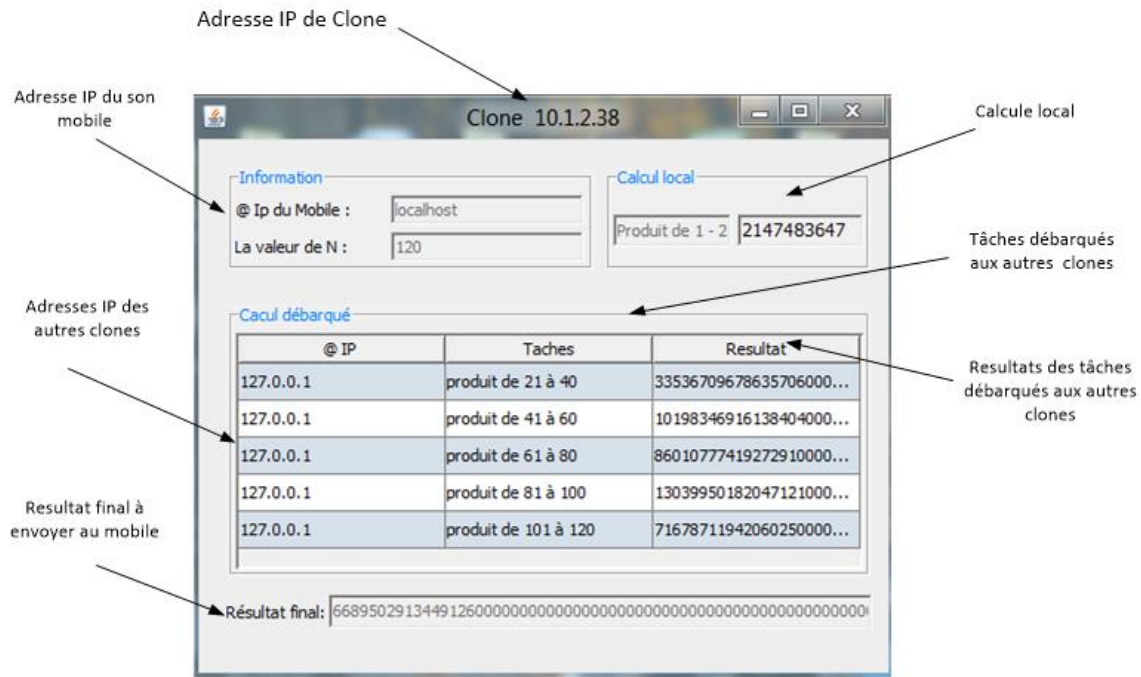 Adresse IP de Clone
Adresse IP du son
mobile
Clone 10.1.2.38
Calcule local
Information
@ Ip du Mobile :
localhost
La valeur de N :
120
Calcul local
Produit de 1 - 2
2147483647
Tâches débarqués
aux autres clones
Adresses IP des
autres clones
Cacul débarqué
@ IP Taches Resultat
127.0.0.1 produit de 21 à 40 33536709678635706000...
127.0.0.1 produit de 41 à 60 10198346916138404000...
127.0.0.1 produit de 61 à 80 86010777419272910000...
127.0.0.1 produit de 81 à 100 13039950182047121000...
127.0.0.1 produit de 101 à 120 71678711942060250000...
Resultats des tâches
débarqués aux autres
clones
Resultat final à
envoyer au mobile
Résultat final: